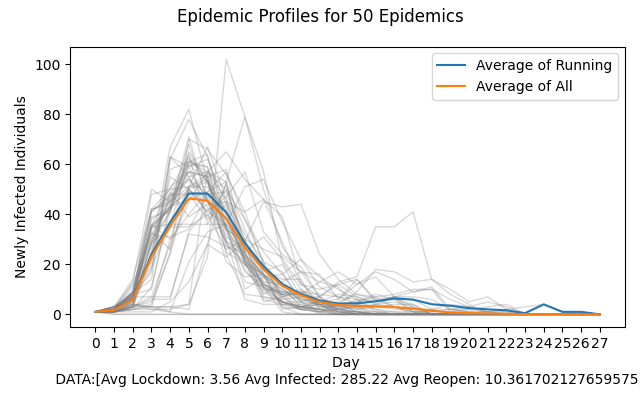 Epidemic Profiles for 50 Epidemics
Average of Running
Average of All
Newly Infected Individuals
100
80
60
40
20
0
0 1 2 3 4 5 6 7 8 9 10 11 12 13 14 15 16 17 18 19 20 21 22 23 24 25 26 27
Day
DATA:[Avg Lockdown: 3.56 Avg Infected: 285.22 Avg Reopen: 10.361702127659575